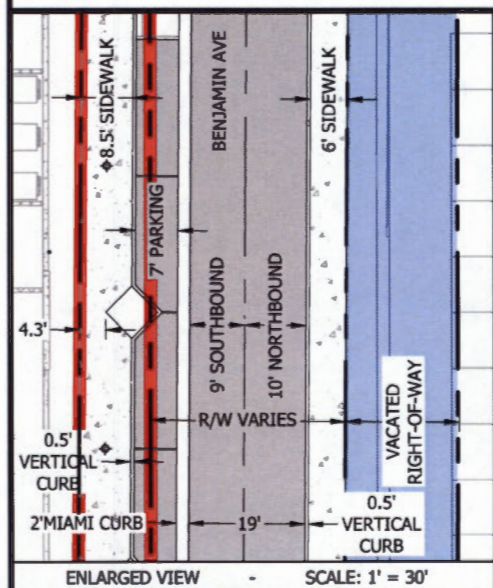 8.5' SIDEWALK
BENJAMIN AVE
6' SIDEWALK
7' PARKING
4.3'
9' SOUTHBOUND
10' NORTHBOUND
R/W VARIES
VACATED
RIGHT-OF-WAY
0.5'
VERTICAL
CURB
2'MIAMI CURB
19'
0.5'
VERTICAL
CURB
ENLARGED VIEW - SCALE: 1' = 30'